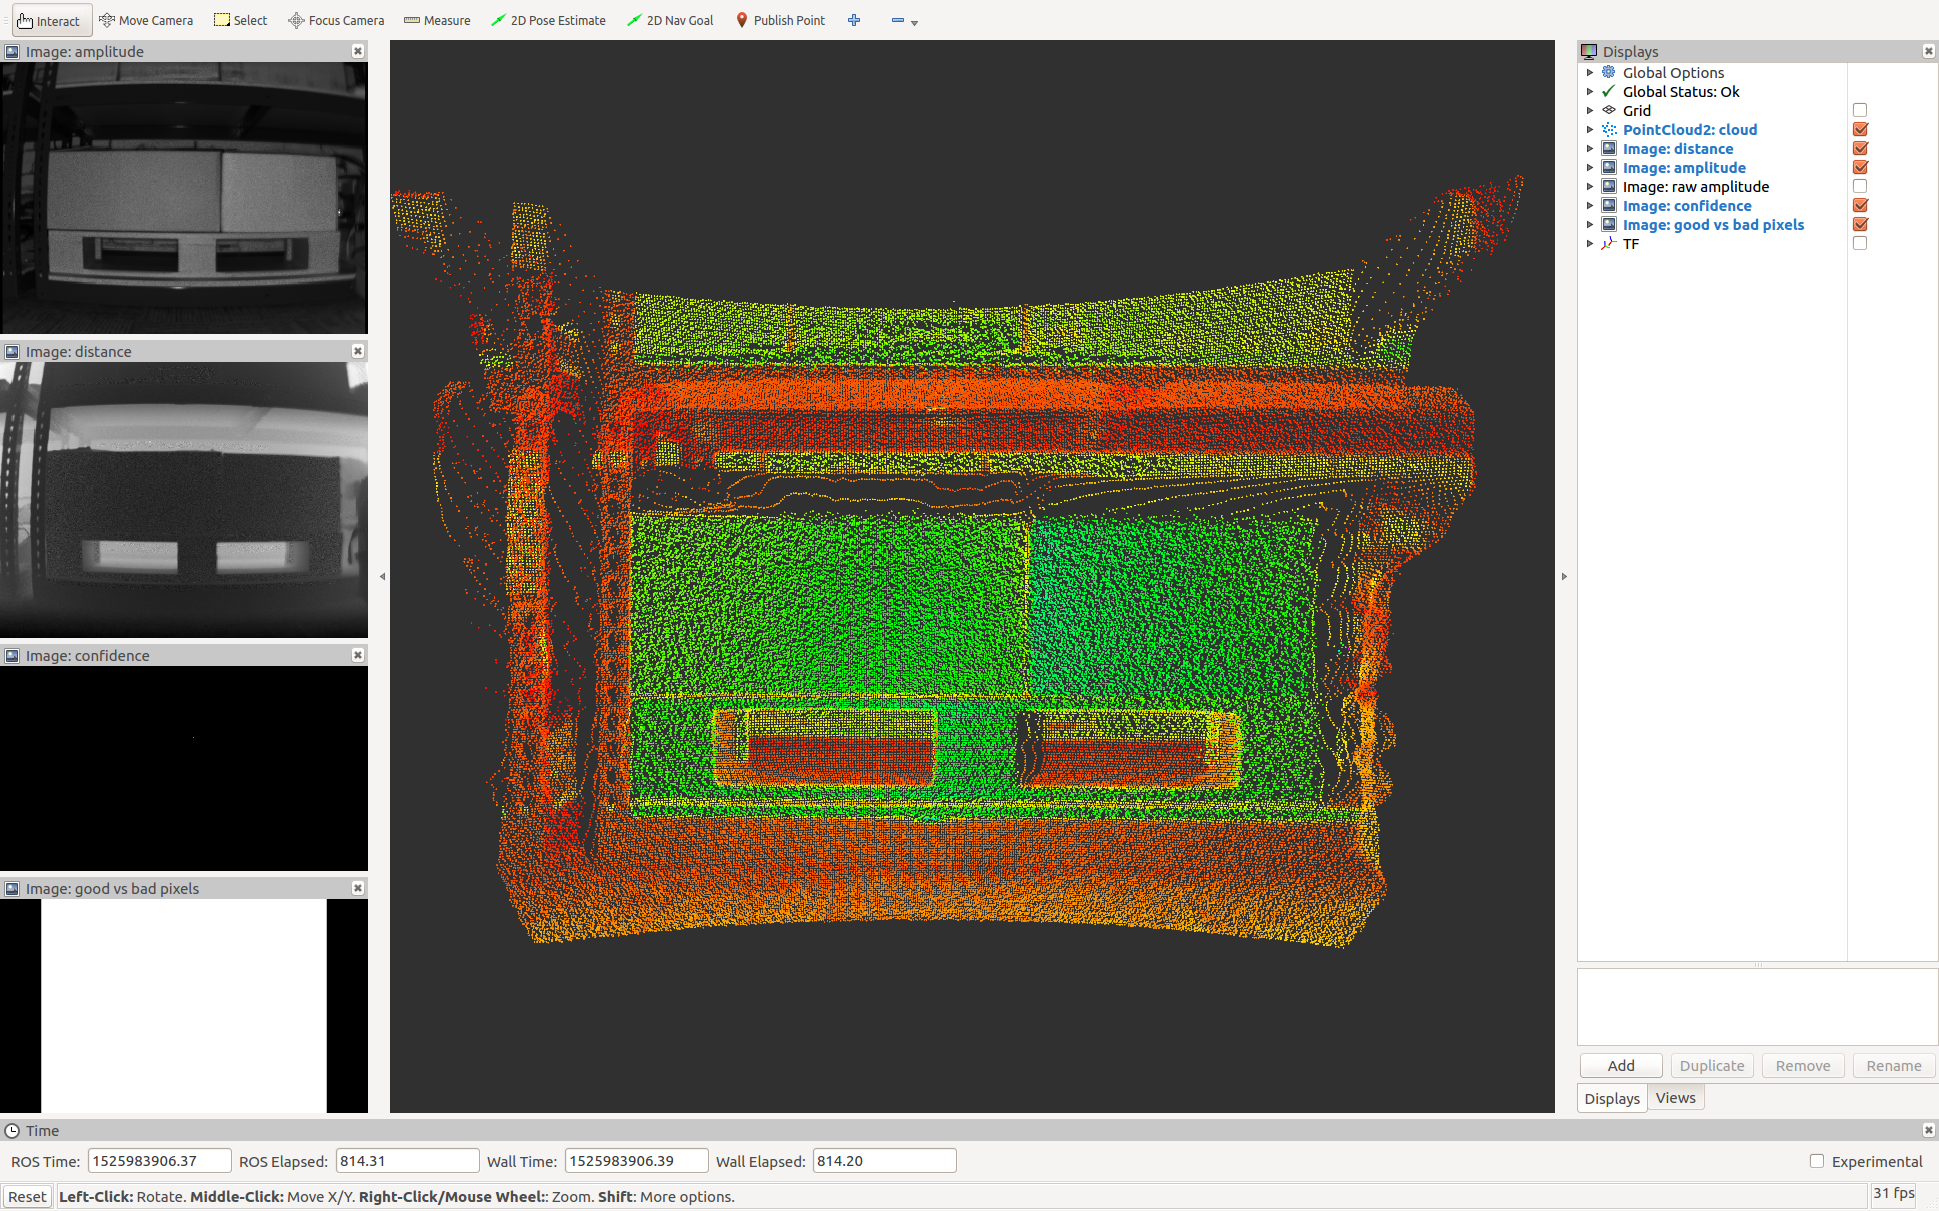 Interact Move Camera Select Focus Camera Measure 2D Pose Estimate 2D Nav Goal Publish Point
Image: amplitude
Image: distance
Image: confidence
Image: good vs bad pixels
Displays
Global Options
Global Status: Ok
Grid
PointCloud2: cloud
Image: distance
Image: amplitude
Image: raw amplitude
Image: confidence
Image: good vs bad pixels
TF
Add Duplicate Remove Rename
Displays Views
Time
ROS Time: 1525983906.37 ROS Elapsed: 814.31 Wall Time: 1525983906.39 Wall Elapsed: 814.20 Experimental
Reset Left-Click: Rotate. Middle-Click: Move X/Y. Right-Click/Mouse Wheel:: Zoom. Shift: More options. 31 fps